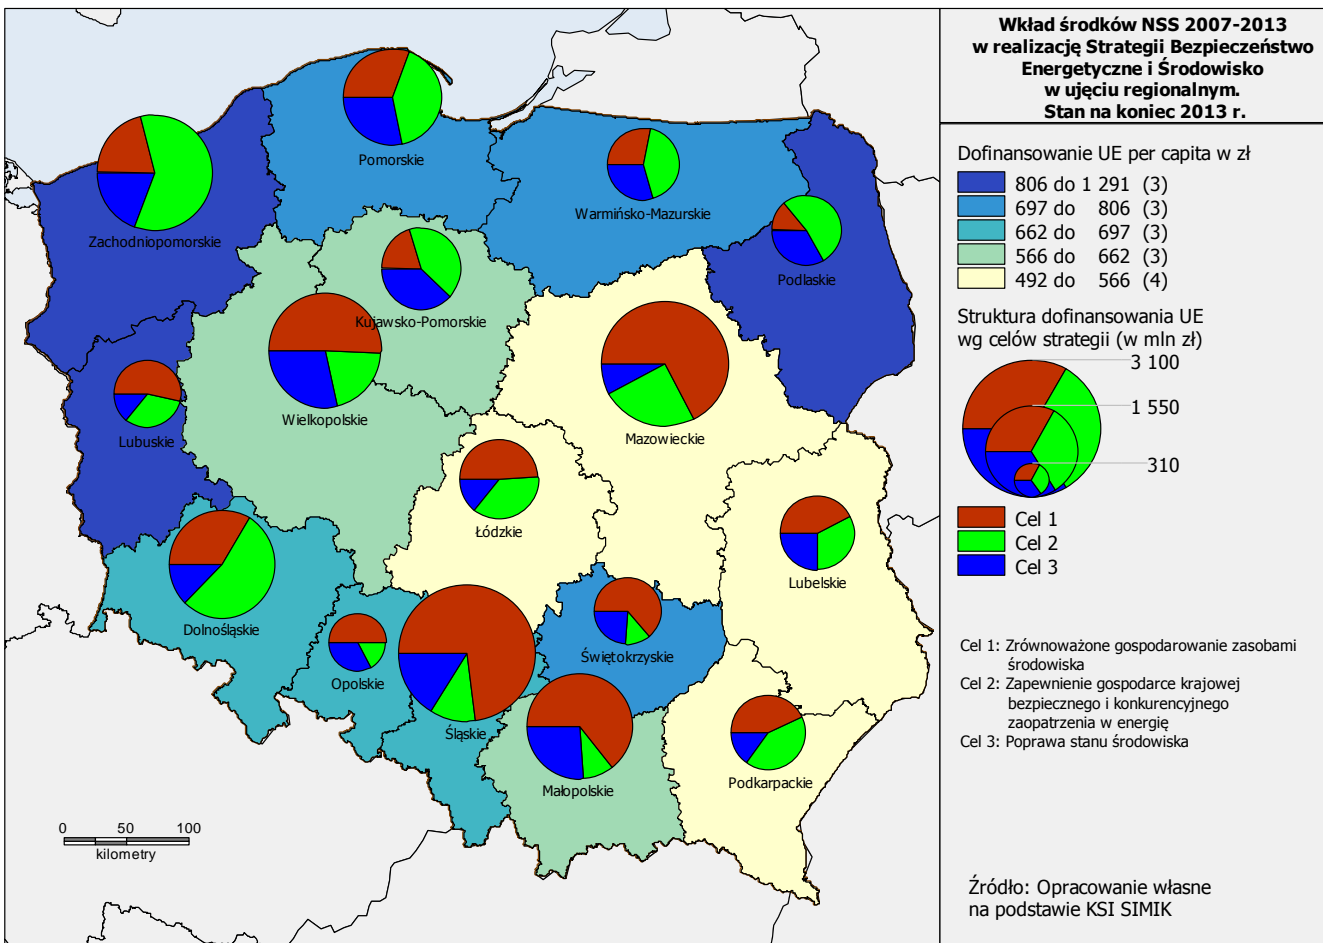 Wkład środków NSS 2007-2013
w realizację Strategii Bezpieczeństwo
Energetyczne i Środowisko
w ujęciu regionalnym.
Stan na koniec 2013 r.
Dofinansowanie UE per capita w zł
806 do 1 291 (3)
697 do 806 (3)
662 do 697 (3)
566 do 662 (3)
492 do 566 (4)
Struktura dofinansowania UE
wg celów strategii (w mln zł)
3 100
1 550
310
Cel 1
Cel 2
Cel 3
Cel 1: Zrównoważone gospodarowanie zasobami
środowiska
Cel 2: Zapewnienie gospodarce krajowej
bezpiecznego i konkurencyjnego
zaopatrzenia w energię
Cel 3: Poprawa stanu środowiska
Źródło: Opracowanie własne
na podstawie KSI SIMIK
Pomorskie
Warmińsko-Mazurskie
Zachodniopomorskie
Podlaskie
Kujawsko-Pomorskie
Wielkopolskie
Mazowieckie
Lubuskie
Łódzkie
Lubelskie
Dolnośląskie
Świętokrzyskie
Opolskie
Śląskie
Podkarpackie
Małopolskie
0 50 100
kilometry